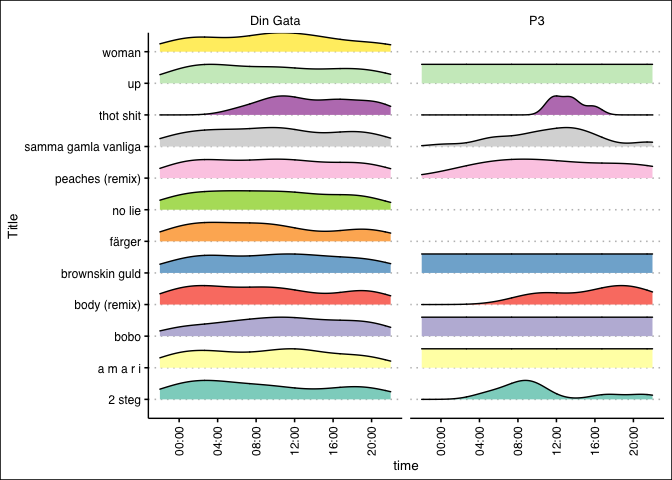 Din Gata
P3
woman
up
thot shit
samma gamla vanliga
peaches (remix)
no lie
färger
brownskin guld
body (remix)
bobo
a m a r i
2 steg
Title
00:00 04:00 08:00 12:00 16:00 20:00
00:00 04:00 08:00 12:00 16:00 20:00
time